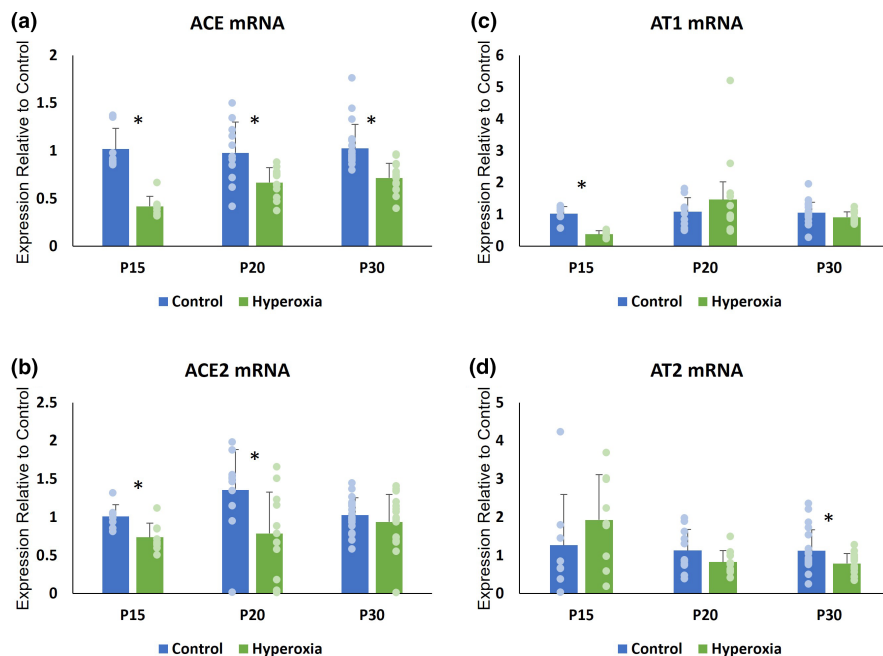 (a)
ACE mRNA
Expression Relative to Control
2
1.5
1
0.5
0
*
*
*
P15 P20 P30
Control Hyperoxia
(c)
AT1 mRNA
Expression Relative to Control
6
5
4
3
2
1
0
*
P15 P20 P30
Control Hyperoxia
(b)
ACE2 mRNA
Expression Relative to Control
2.5
2
1.5
1
0.5
0
*
*
P15 P20 P30
Control Hyperoxia
(d)
AT2 mRNA
Expression Relative to Control
5
4
3
2
1
0
*
P15 P20 P30
Control Hyperoxia